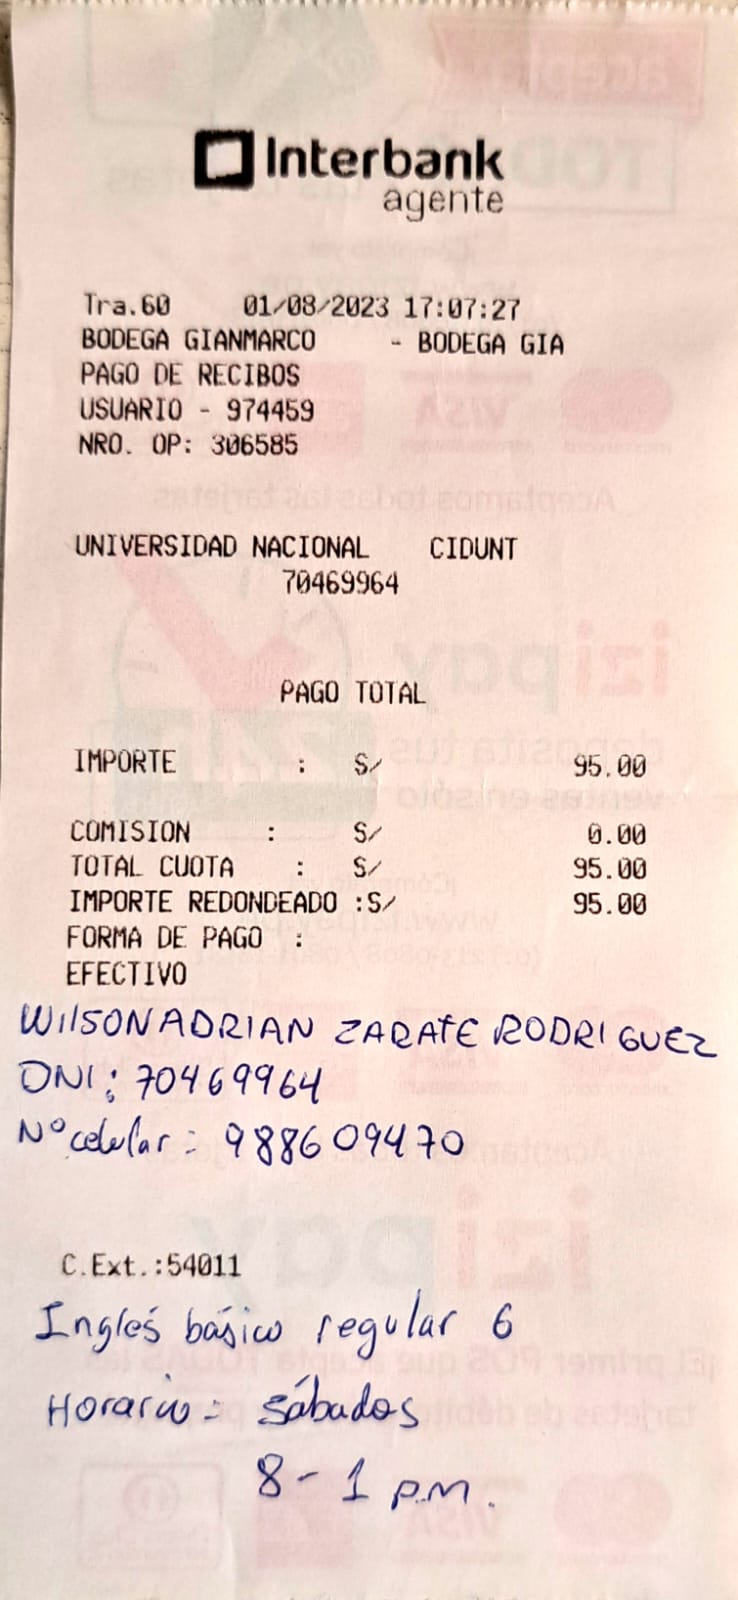 Interbank
agente
Tra.60 01/08/2023 17:07:27
BODEGA GIANMARCO - BODEGA GIA
PAGO DE RECIBOS
USUARIO - 974459
NRO. OP: 306585
UNIVERSIDAD NACIONAL CIDUNT
70469964
PAGO TOTAL
IMPORTE : S/ 95.00
COMISION : S/ 0.00
TOTAL CUOTA : S/ 95.00
IMPORTE REDONDEADO :S/ 95.00
FORMA DE PAGO :
EFECTIVO
WILSON ADRIAN ZARATE RODRIGUEZ
DNI: 70469964
N° celular: 988609470
C.Ext.:54011
Inglés básico regular 6
Horario: sábados
8 - 1 p.m.